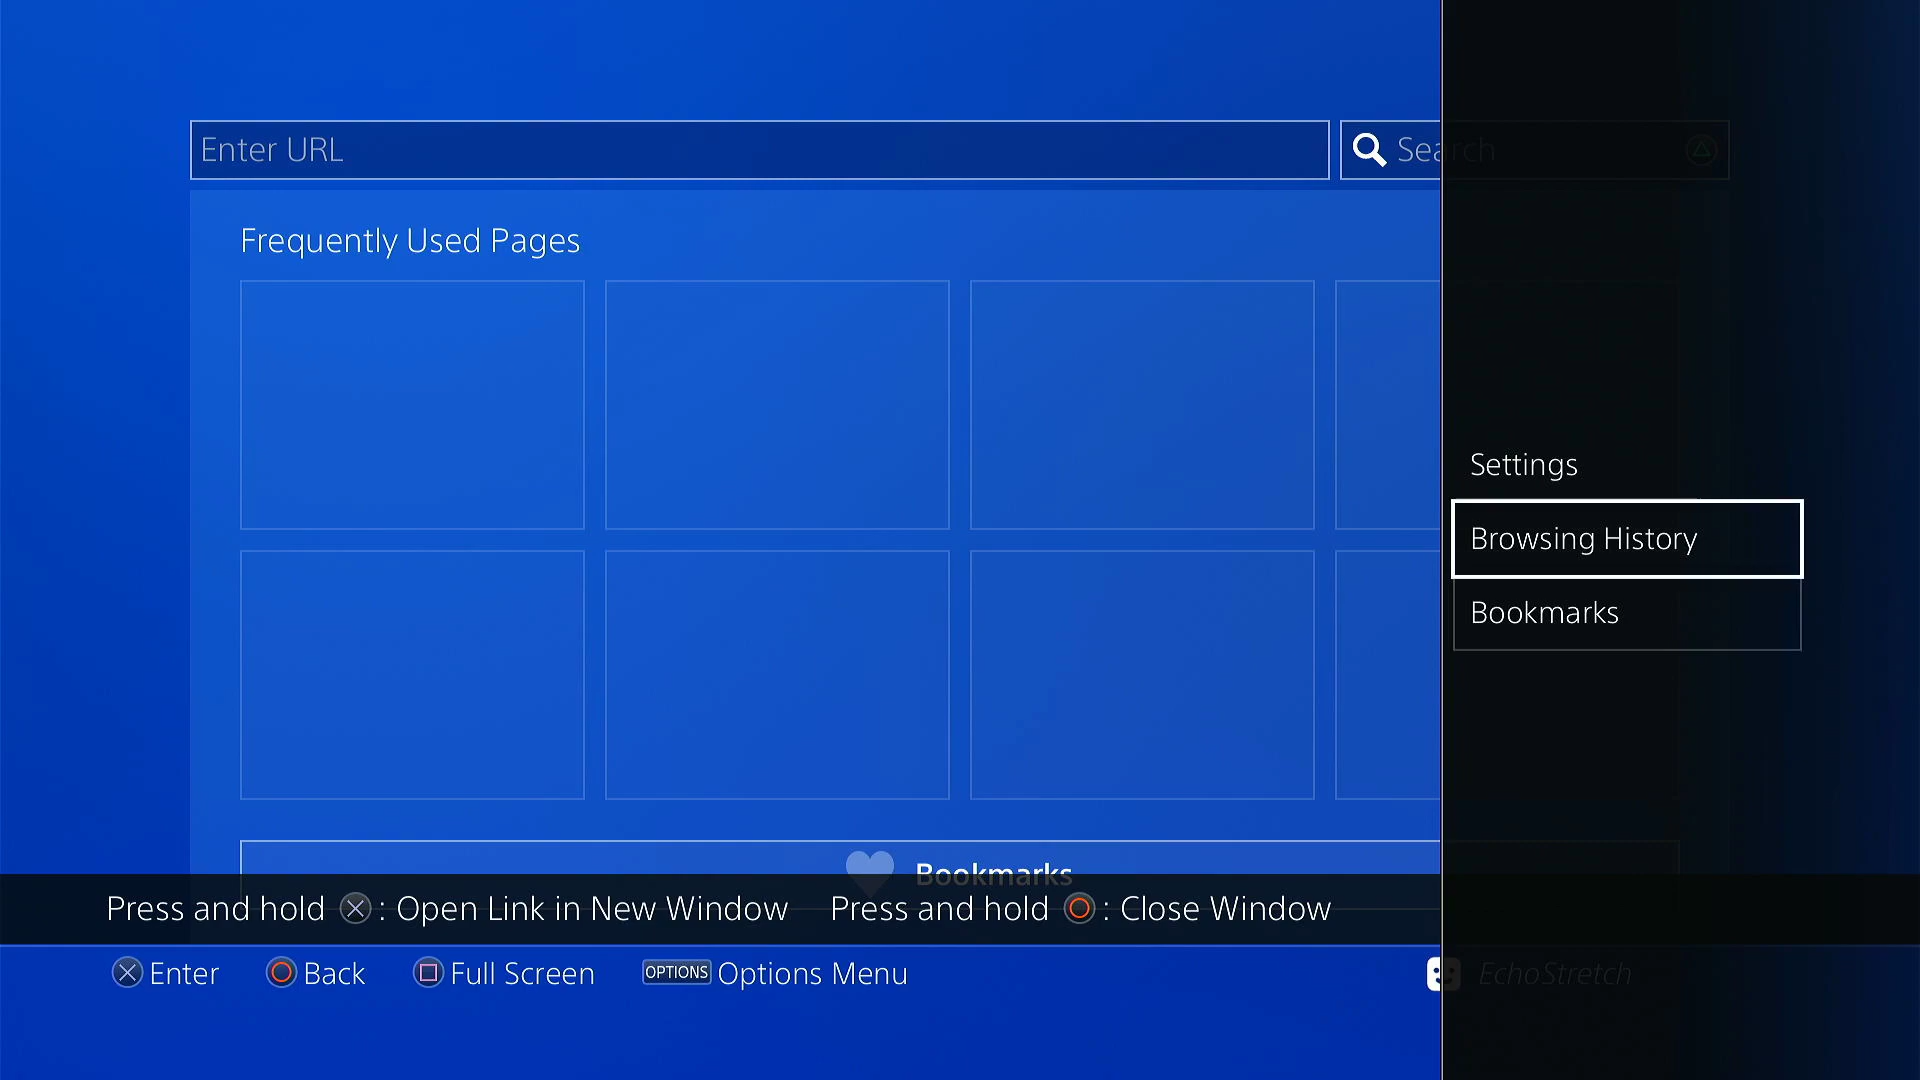 Enter URL
Search
Frequently Used Pages
Settings
Browsing History
Bookmarks
Bookmarks
Press and hold : Open Link in New Window Press and hold : Close Window
Enter Back Full Screen OPTIONS Options Menu
EchoStretch